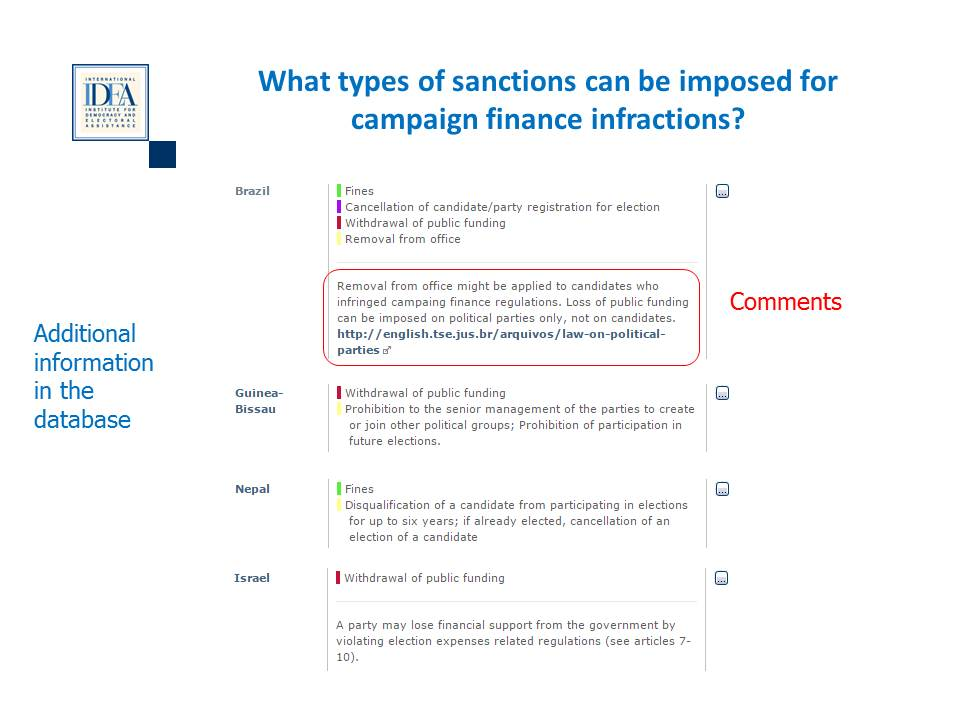 What types of sanctions can be imposed for
campaign finance infractions?
INTERNATIONAL
IDEA
INSTITUTE FOR
DEMOCRACY AND
ELECTORAL
ASSISTANCE
Brazil
Fines
Cancellation of candidate/party registration for election
Withdrawal of public funding
Removal from office
...
Removal from office might be applied to candidates who
infringed campaing finance regulations. Loss of public funding
can be imposed on political parties only, not on candidates.
http://english.tse.jus.br/arquivos/law-on-political-
parties
Comments
Additional
information
in the
database
Guinea-
Bissau
Withdrawal of public funding
Prohibition to the senior management of the parties to create
or join other political groups; Prohibition of participation in
future elections.
...
Nepal
Fines
Disqualification of a candidate from participating in elections
for up to six years; if already elected, cancellation of an
election of a candidate
...
Israel
Withdrawal of public funding
...
A party may lose financial support from the government by
violating election expenses related regulations (see articles 7-
10).